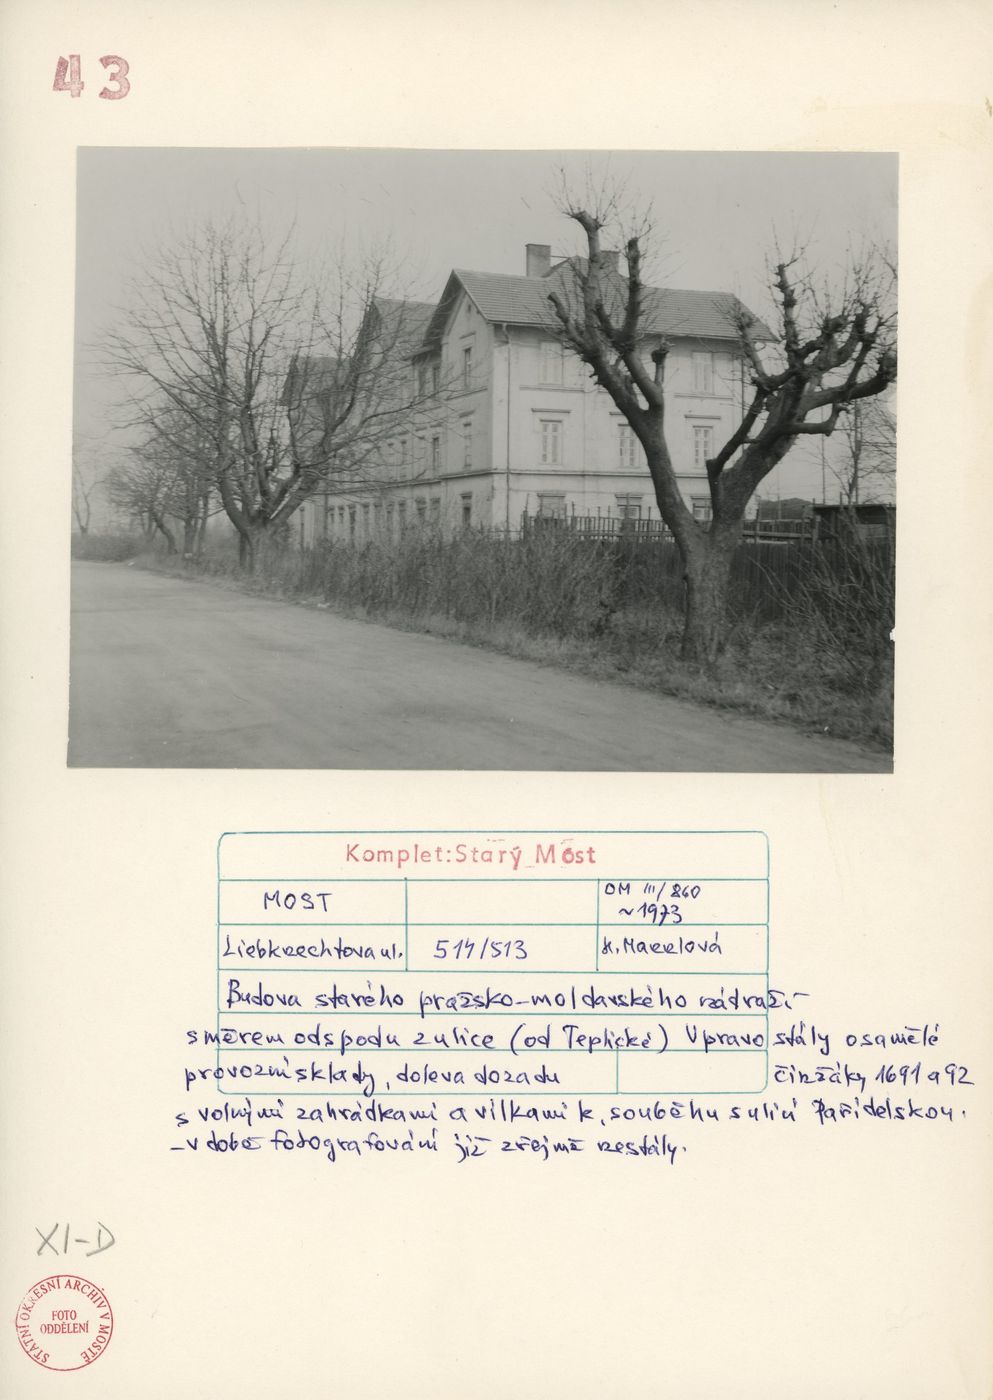 43
Komplet: Starý Most
MOST
OM III/860
~1973
Liebknechtova ul.
514/513
Budova starého pražsko-moldavského nádraží
směrem odspodu z ulice (od Teplické) Vpravo stály osamělé
provozní sklady, doleva dozadu činžáky 1691 a 92
s volnými zahrádkami a vilkami k souběhu s ulicí Pařidelskou.
- v době fotografování již zřejmě nestály.
XI-D
STÁTNÍ OKRESNÍ ARCHIV V MOSTĚ
FOTO
ODDĚLENÍ